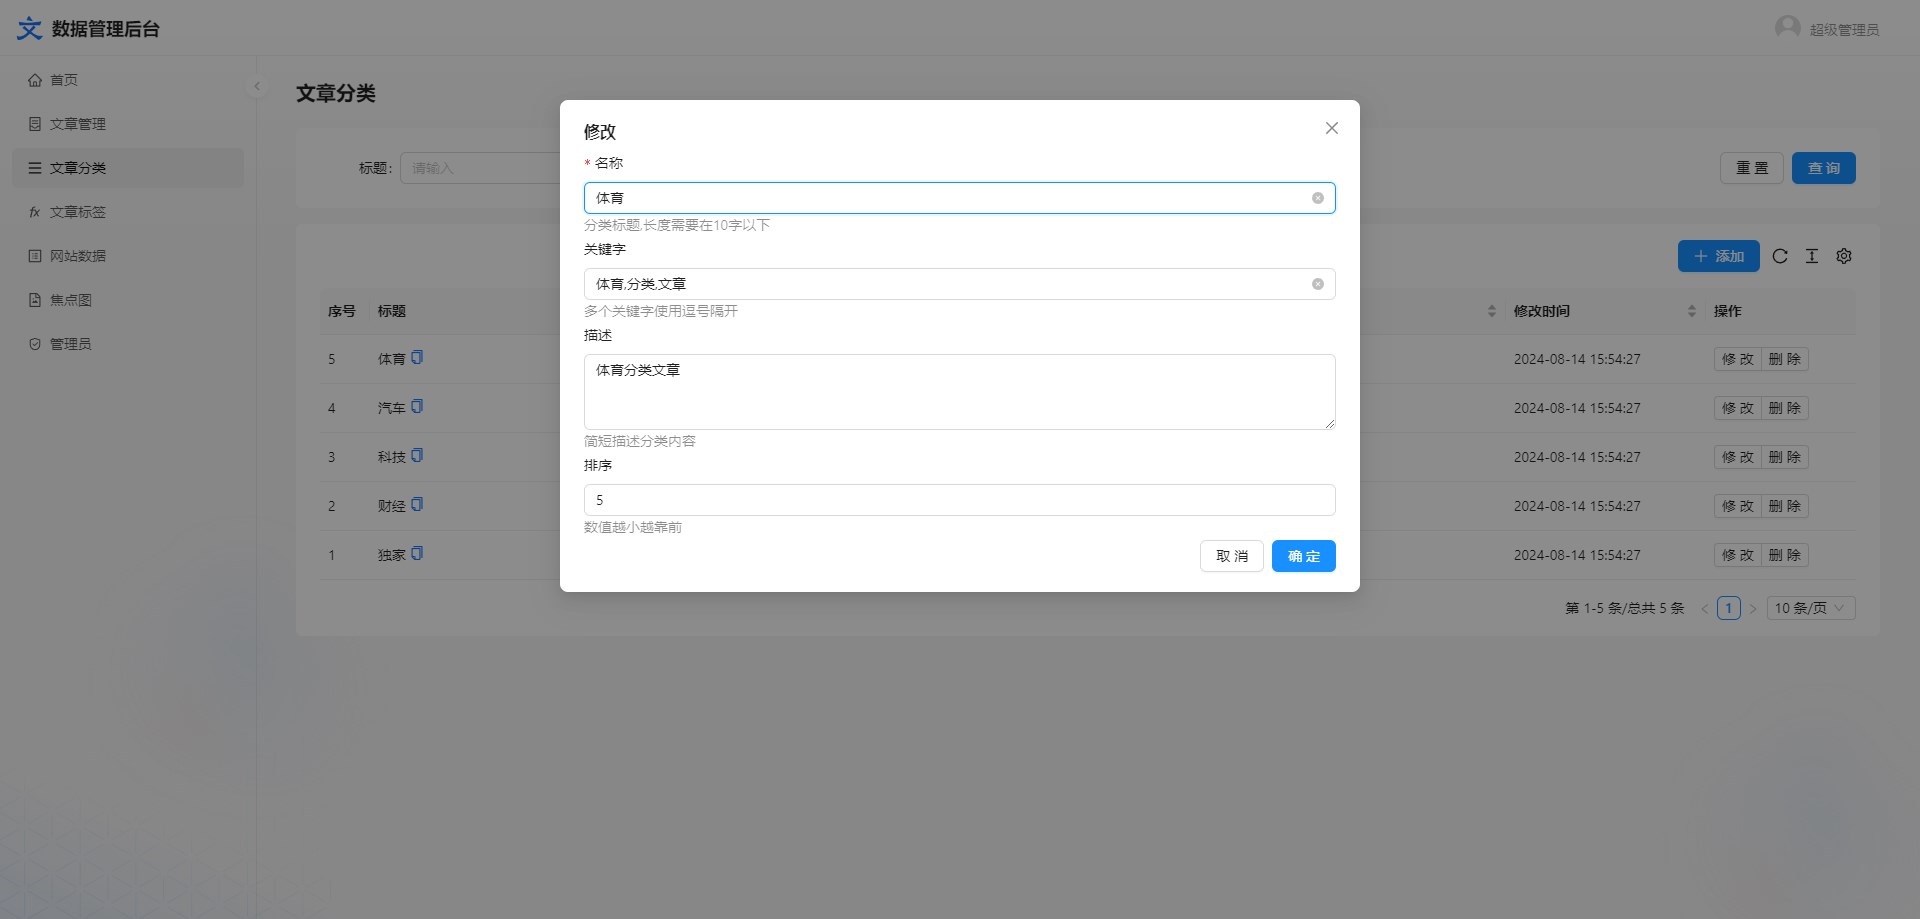 数据管理后台
超级管理员
首页
文章管理
文章分类
文章标签
网站数据
焦点图
管理员
文章分类
标题: 请输入
重 置 查 询
添加
序号 标题 修改时间 操作
5 体育 2024-08-14 15:54:27 修 改 删 除
4 汽车 2024-08-14 15:54:27 修 改 删 除
3 科技 2024-08-14 15:54:27 修 改 删 除
2 财经 2024-08-14 15:54:27 修 改 删 除
1 独家 2024-08-14 15:54:27 修 改 删 除
第 1-5 条/总共 5 条 1 10 条/页
修改
* 名称
体育
分类标题,长度需要在10字以下
关键字
体育,分类,文章
多个关键字使用逗号隔开
描述
体育分类文章
简短描述分类内容
排序
5
数值越小越靠前
取 消 确 定